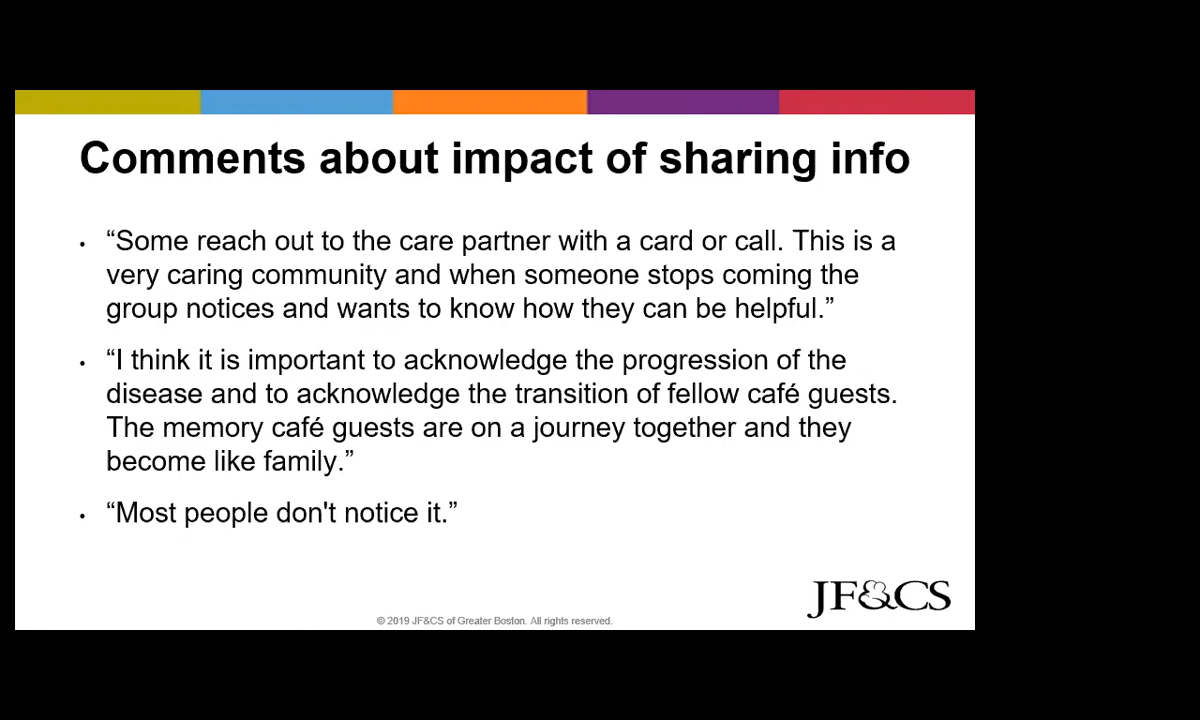 Comments about impact of sharing info
• “Some reach out to the care partner with a card or call. This is a
very caring community and when someone stops coming the
group notices and wants to know how they can be helpful.”
• “I think it is important to acknowledge the progression of the
disease and to acknowledge the transition of fellow café guests.
The memory café guests are on a journey together and they
become like family.”
• “Most people don't notice it.”
JF&CS
© 2019 JF&CS of Greater Boston. All rights reserved.